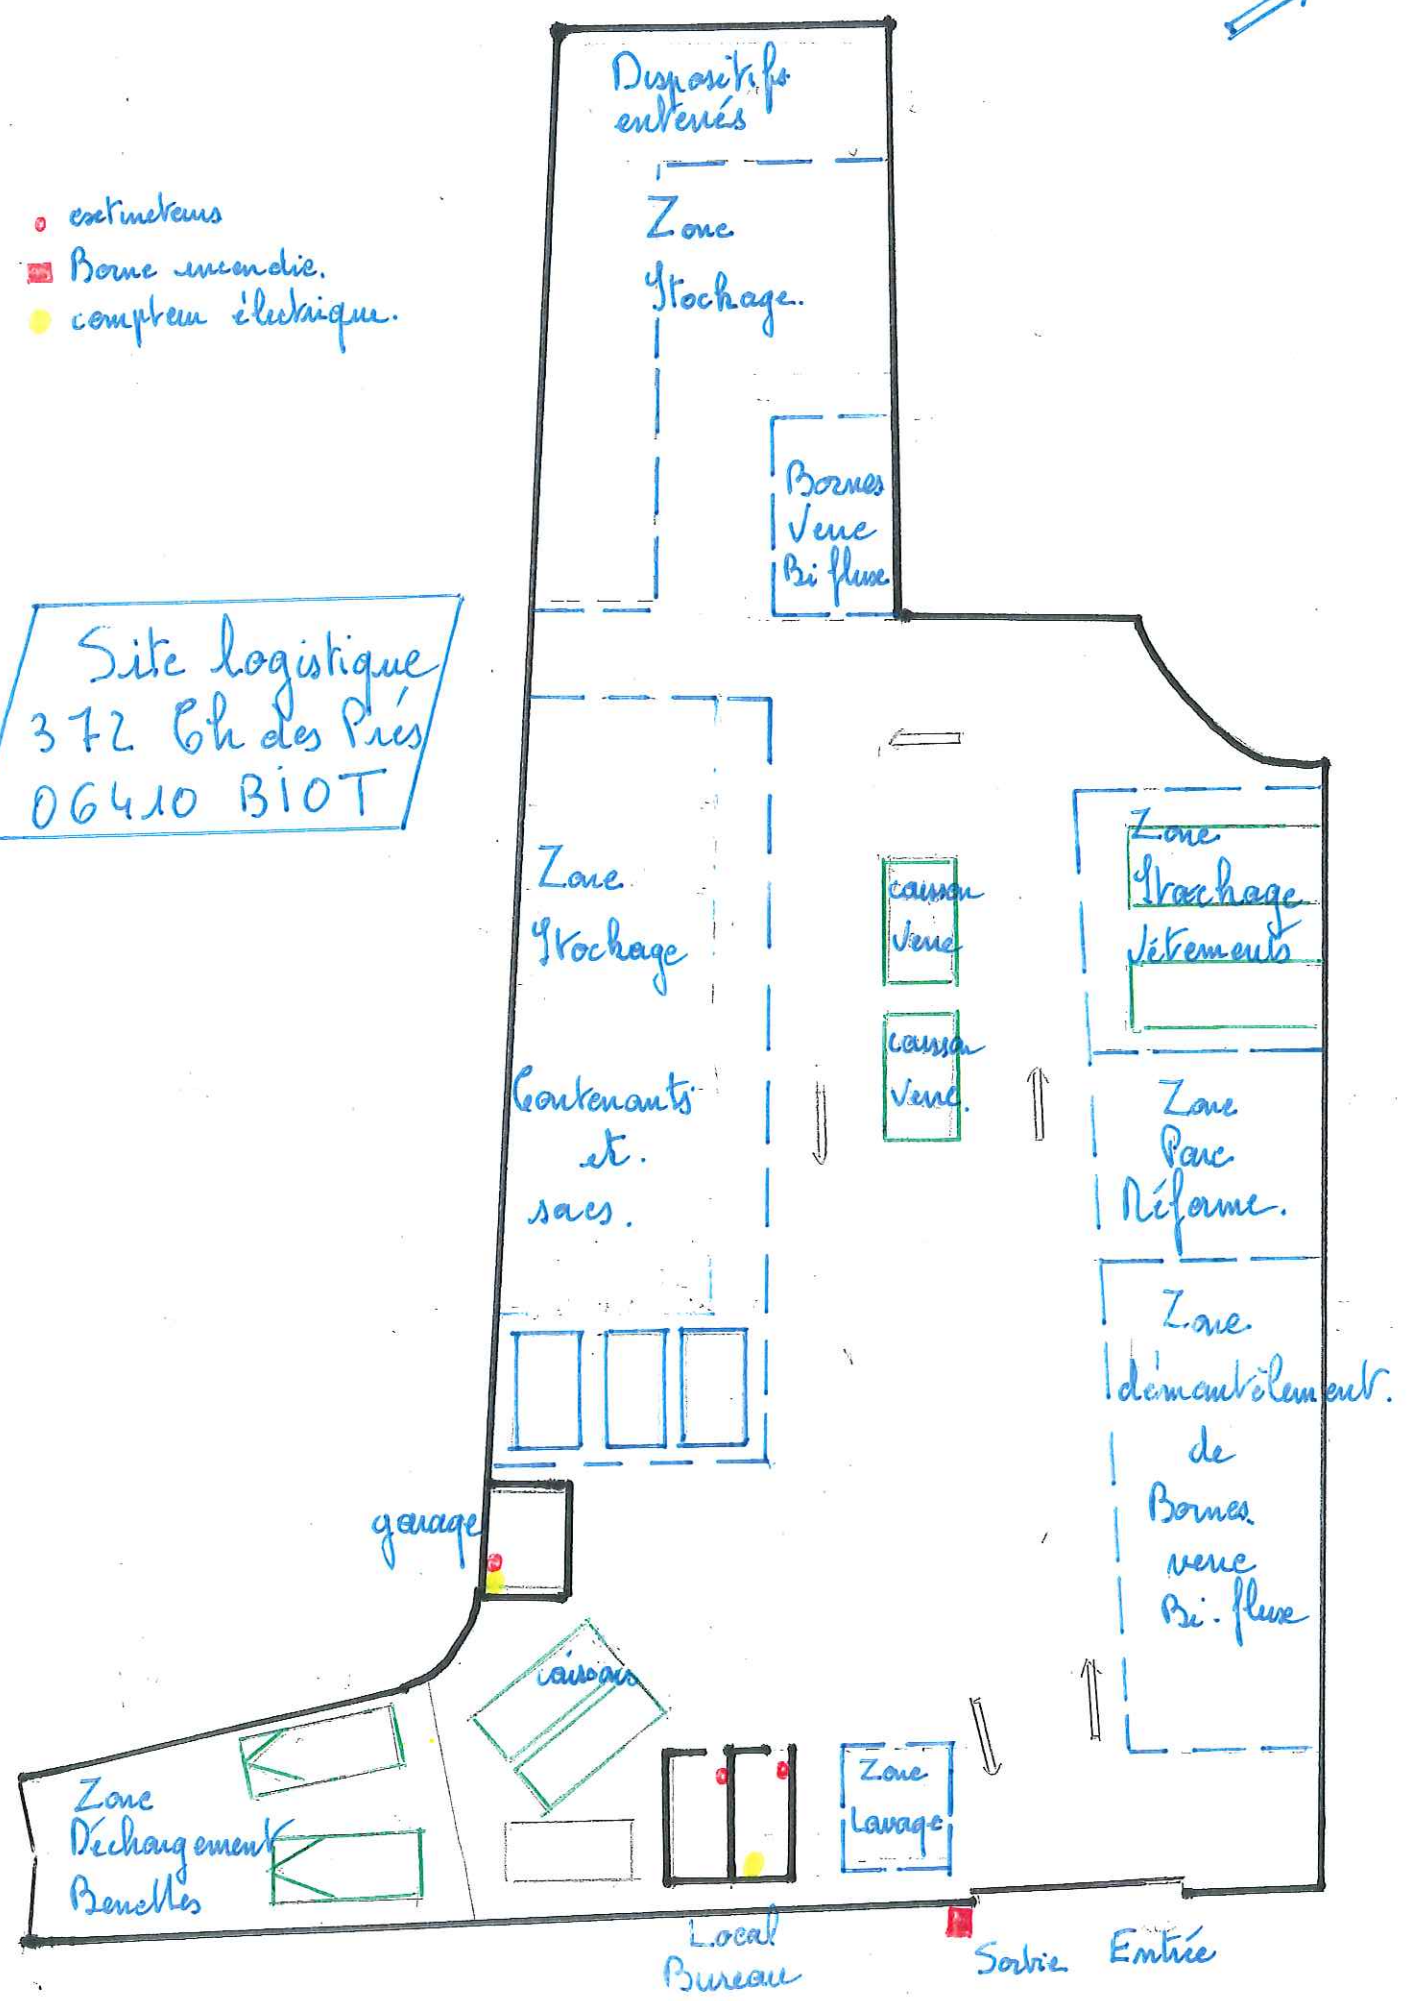 Dispositifs
enterrés
Zone
Stockage.
extincteurs
Borne incendie.
compteur électrique.
Bornes
Verre
Bi flux
Site logistique
372 Ch des Prés
06410 BIOT
Zone
Stockage
Contenants
et.
sacs.
caisson
Verre
caisson
Verre.
Zone
Stockage
Vêtements
Zone
Parc
Réforme.
Zone
démantèlement.
de
Bornes.
verre
Bi-flux
garage
caissons
Zone
Déchargement
Bennettes
Zone
Lavage
Local
Bureau
Sortie
Entrée